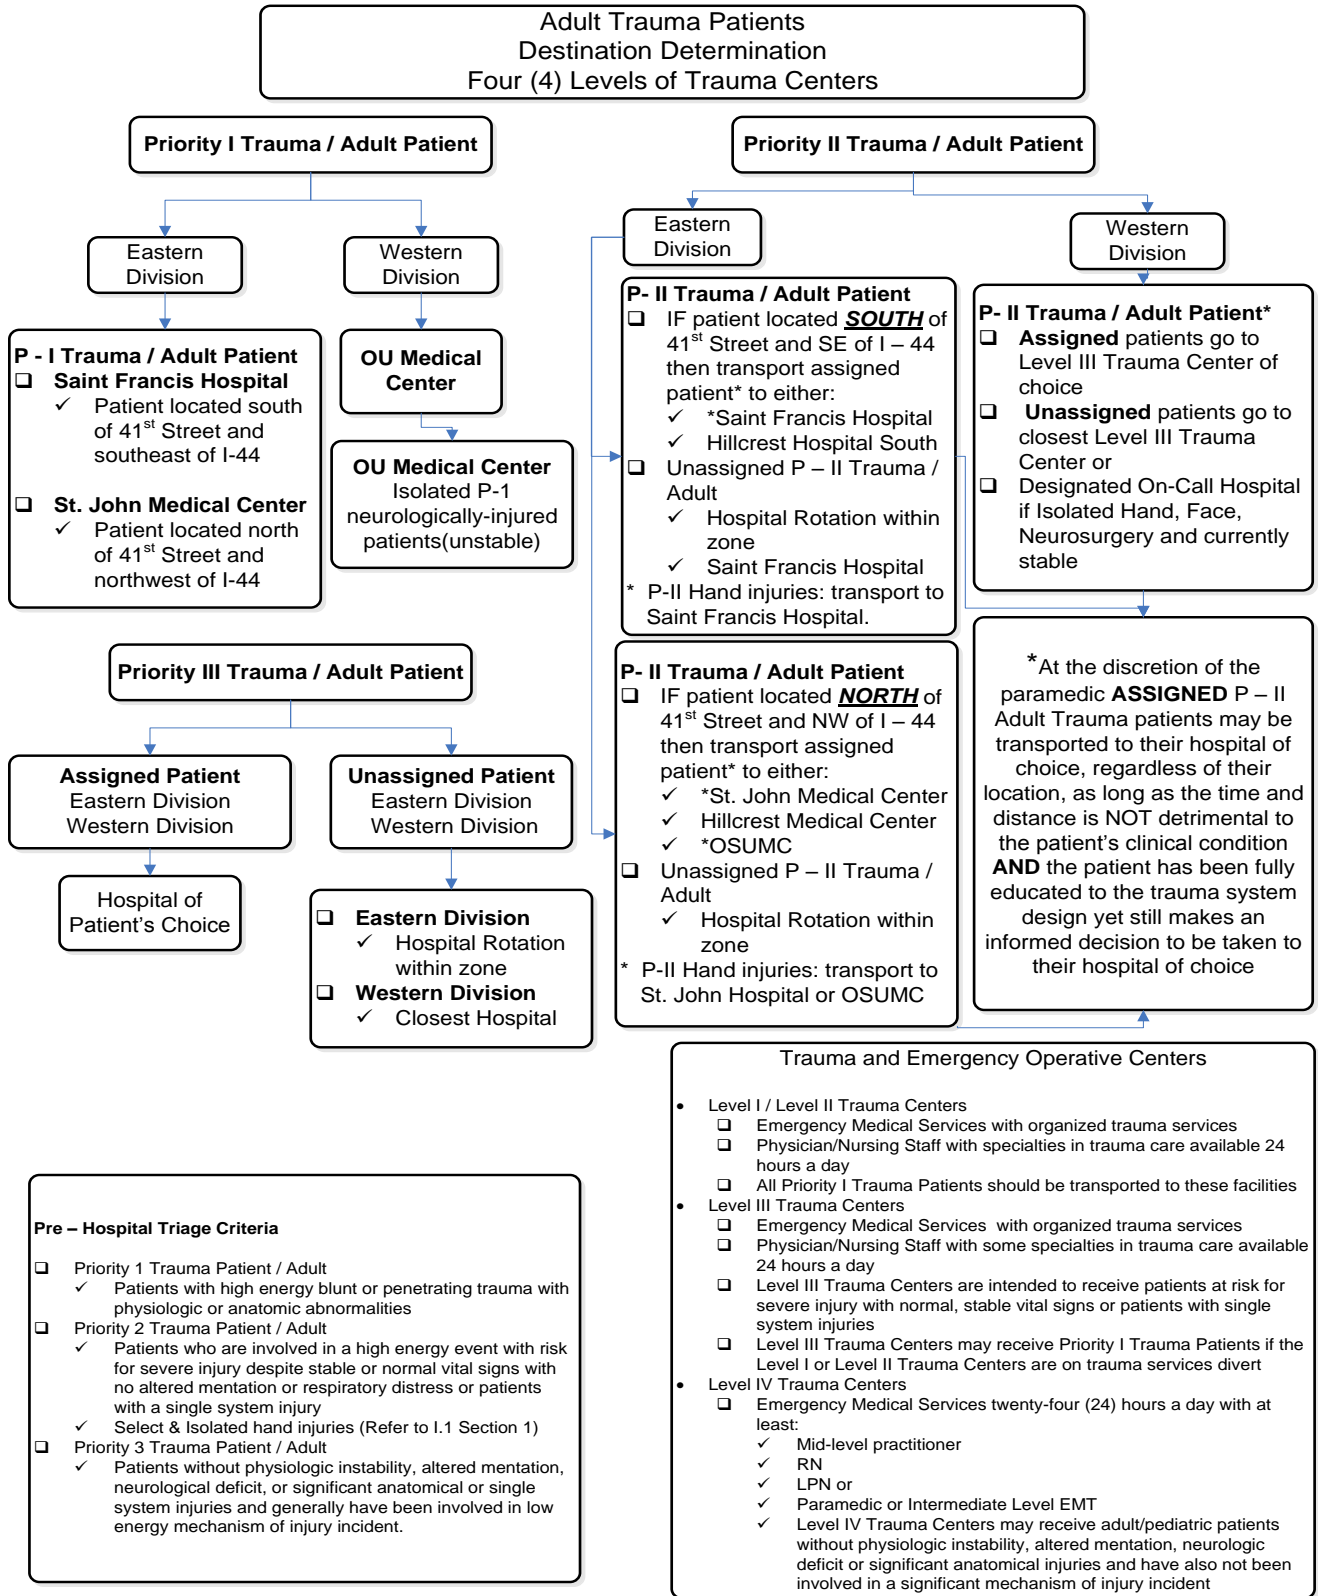 Adult Trauma Patients
Destination Determination
Four (4) Levels of Trauma Centers
Priority I Trauma / Adult Patient
Eastern
Division
Western
Division
P - I Trauma / Adult Patient
❑ Saint Francis Hospital
✓ Patient located south
of 41st Street and
southeast of I-44
❑ St. John Medical Center
✓ Patient located north
of 41st Street and
northwest of I-44
OU Medical
Center
OU Medical Center
Isolated P-1
neurologically-injured
patients(unstable)
Priority II Trauma / Adult Patient
Eastern
Division
Western
Division
P- II Trauma / Adult Patient
❑ IF patient located SOUTH of
41st Street and SE of I – 44
then transport assigned
patient* to either:
✓ *Saint Francis Hospital
✓ Hillcrest Hospital South
❑ Unassigned P – II Trauma /
Adult
✓ Hospital Rotation within
zone
✓ Saint Francis Hospital
* P-II Hand injuries: transport to
Saint Francis Hospital.
P- II Trauma / Adult Patient
❑ IF patient located NORTH of
41st Street and NW of I – 44
then transport assigned
patient* to either:
✓ *St. John Medical Center
✓ Hillcrest Medical Center
✓ *OSUMC
❑ Unassigned P – II Trauma /
Adult
✓ Hospital Rotation within
zone
* P-II Hand injuries: transport to
St. John Hospital or OSUMC
P- II Trauma / Adult Patient*
❑ Assigned patients go to
Level III Trauma Center of
choice
❑ Unassigned patients go to
closest Level III Trauma
Center or
❑ Designated On-Call Hospital
if Isolated Hand, Face,
Neurosurgery and currently
stable
*At the discretion of the
paramedic ASSIGNED P – II
Adult Trauma patients may be
transported to their hospital of
choice, regardless of their
location, as long as the time and
distance is NOT detrimental to
the patient's clinical condition
AND the patient has been fully
educated to the trauma system
design yet still makes an
informed decision to be taken to
their hospital of choice
Priority III Trauma / Adult Patient
Assigned Patient
Eastern Division
Western Division
Hospital of
Patient's Choice
Unassigned Patient
Eastern Division
Western Division
❑ Eastern Division
✓ Hospital Rotation
within zone
❑ Western Division
✓ Closest Hospital
Pre – Hospital Triage Criteria
❑ Priority 1 Trauma Patient / Adult
✓ Patients with high energy blunt or penetrating trauma with
physiologic or anatomic abnormalities
❑ Priority 2 Trauma Patient / Adult
✓ Patients who are involved in a high energy event with risk
for severe injury despite stable or normal vital signs with
no altered mentation or respiratory distress or patients
with a single system injury
✓ Select & Isolated hand injuries (Refer to I.1 Section 1)
❑ Priority 3 Trauma Patient / Adult
✓ Patients without physiologic instability, altered mentation,
neurological deficit, or significant anatomical or single
system injuries and generally have been involved in low
energy mechanism of injury incident.
Trauma and Emergency Operative Centers
• Level I / Level II Trauma Centers
❑ Emergency Medical Services with organized trauma services
❑ Physician/Nursing Staff with specialties in trauma care available 24
hours a day
❑ All Priority I Trauma Patients should be transported to these facilities
• Level III Trauma Centers
❑ Emergency Medical Services with organized trauma services
❑ Physician/Nursing Staff with some specialties in trauma care available
24 hours a day
❑ Level III Trauma Centers are intended to receive patients at risk for
severe injury with normal, stable vital signs or patients with single
system injuries
❑ Level III Trauma Centers may receive Priority I Trauma Patients if the
Level I or Level II Trauma Centers are on trauma services divert
• Level IV Trauma Centers
❑ Emergency Medical Services twenty-four (24) hours a day with at
least:
✓ Mid-level practitioner
✓ RN
✓ LPN or
✓ Paramedic or Intermediate Level EMT
✓ Level IV Trauma Centers may receive adult/pediatric patients
without physiologic instability, altered mentation, neurologic
deficit or significant anatomical injuries and have also not been
involved in a significant mechanism of injury incident